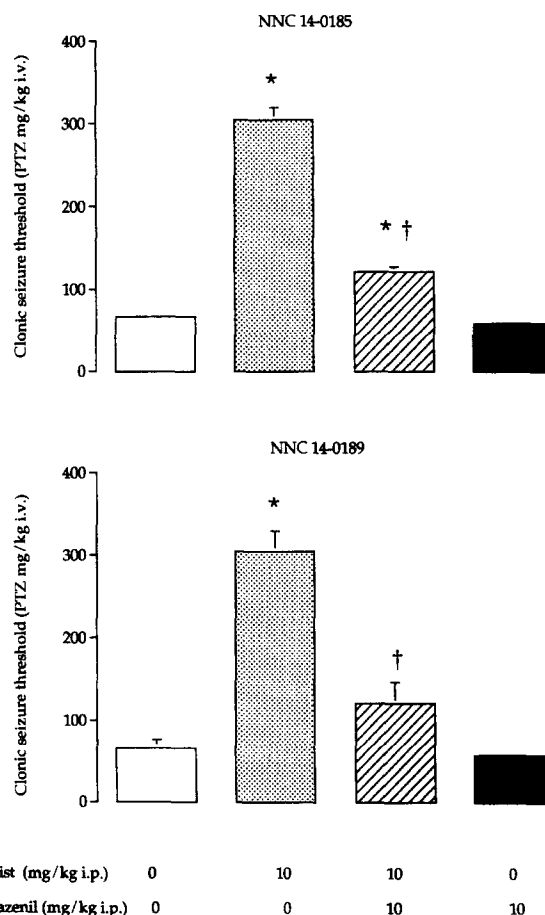 NNC 14-0185
Clonic seizure threshold (PTZ mg/kg i.v.)
400
300
200
100
0
*
* †
NNC 14-0189
Clonic seizure threshold (PTZ mg/kg i.v.)
400
300
200
100
0
*
†
ist (mg/kg i.p.) 0 10 10 0
azenil (mg/kg i.p.) 0 0 10 10